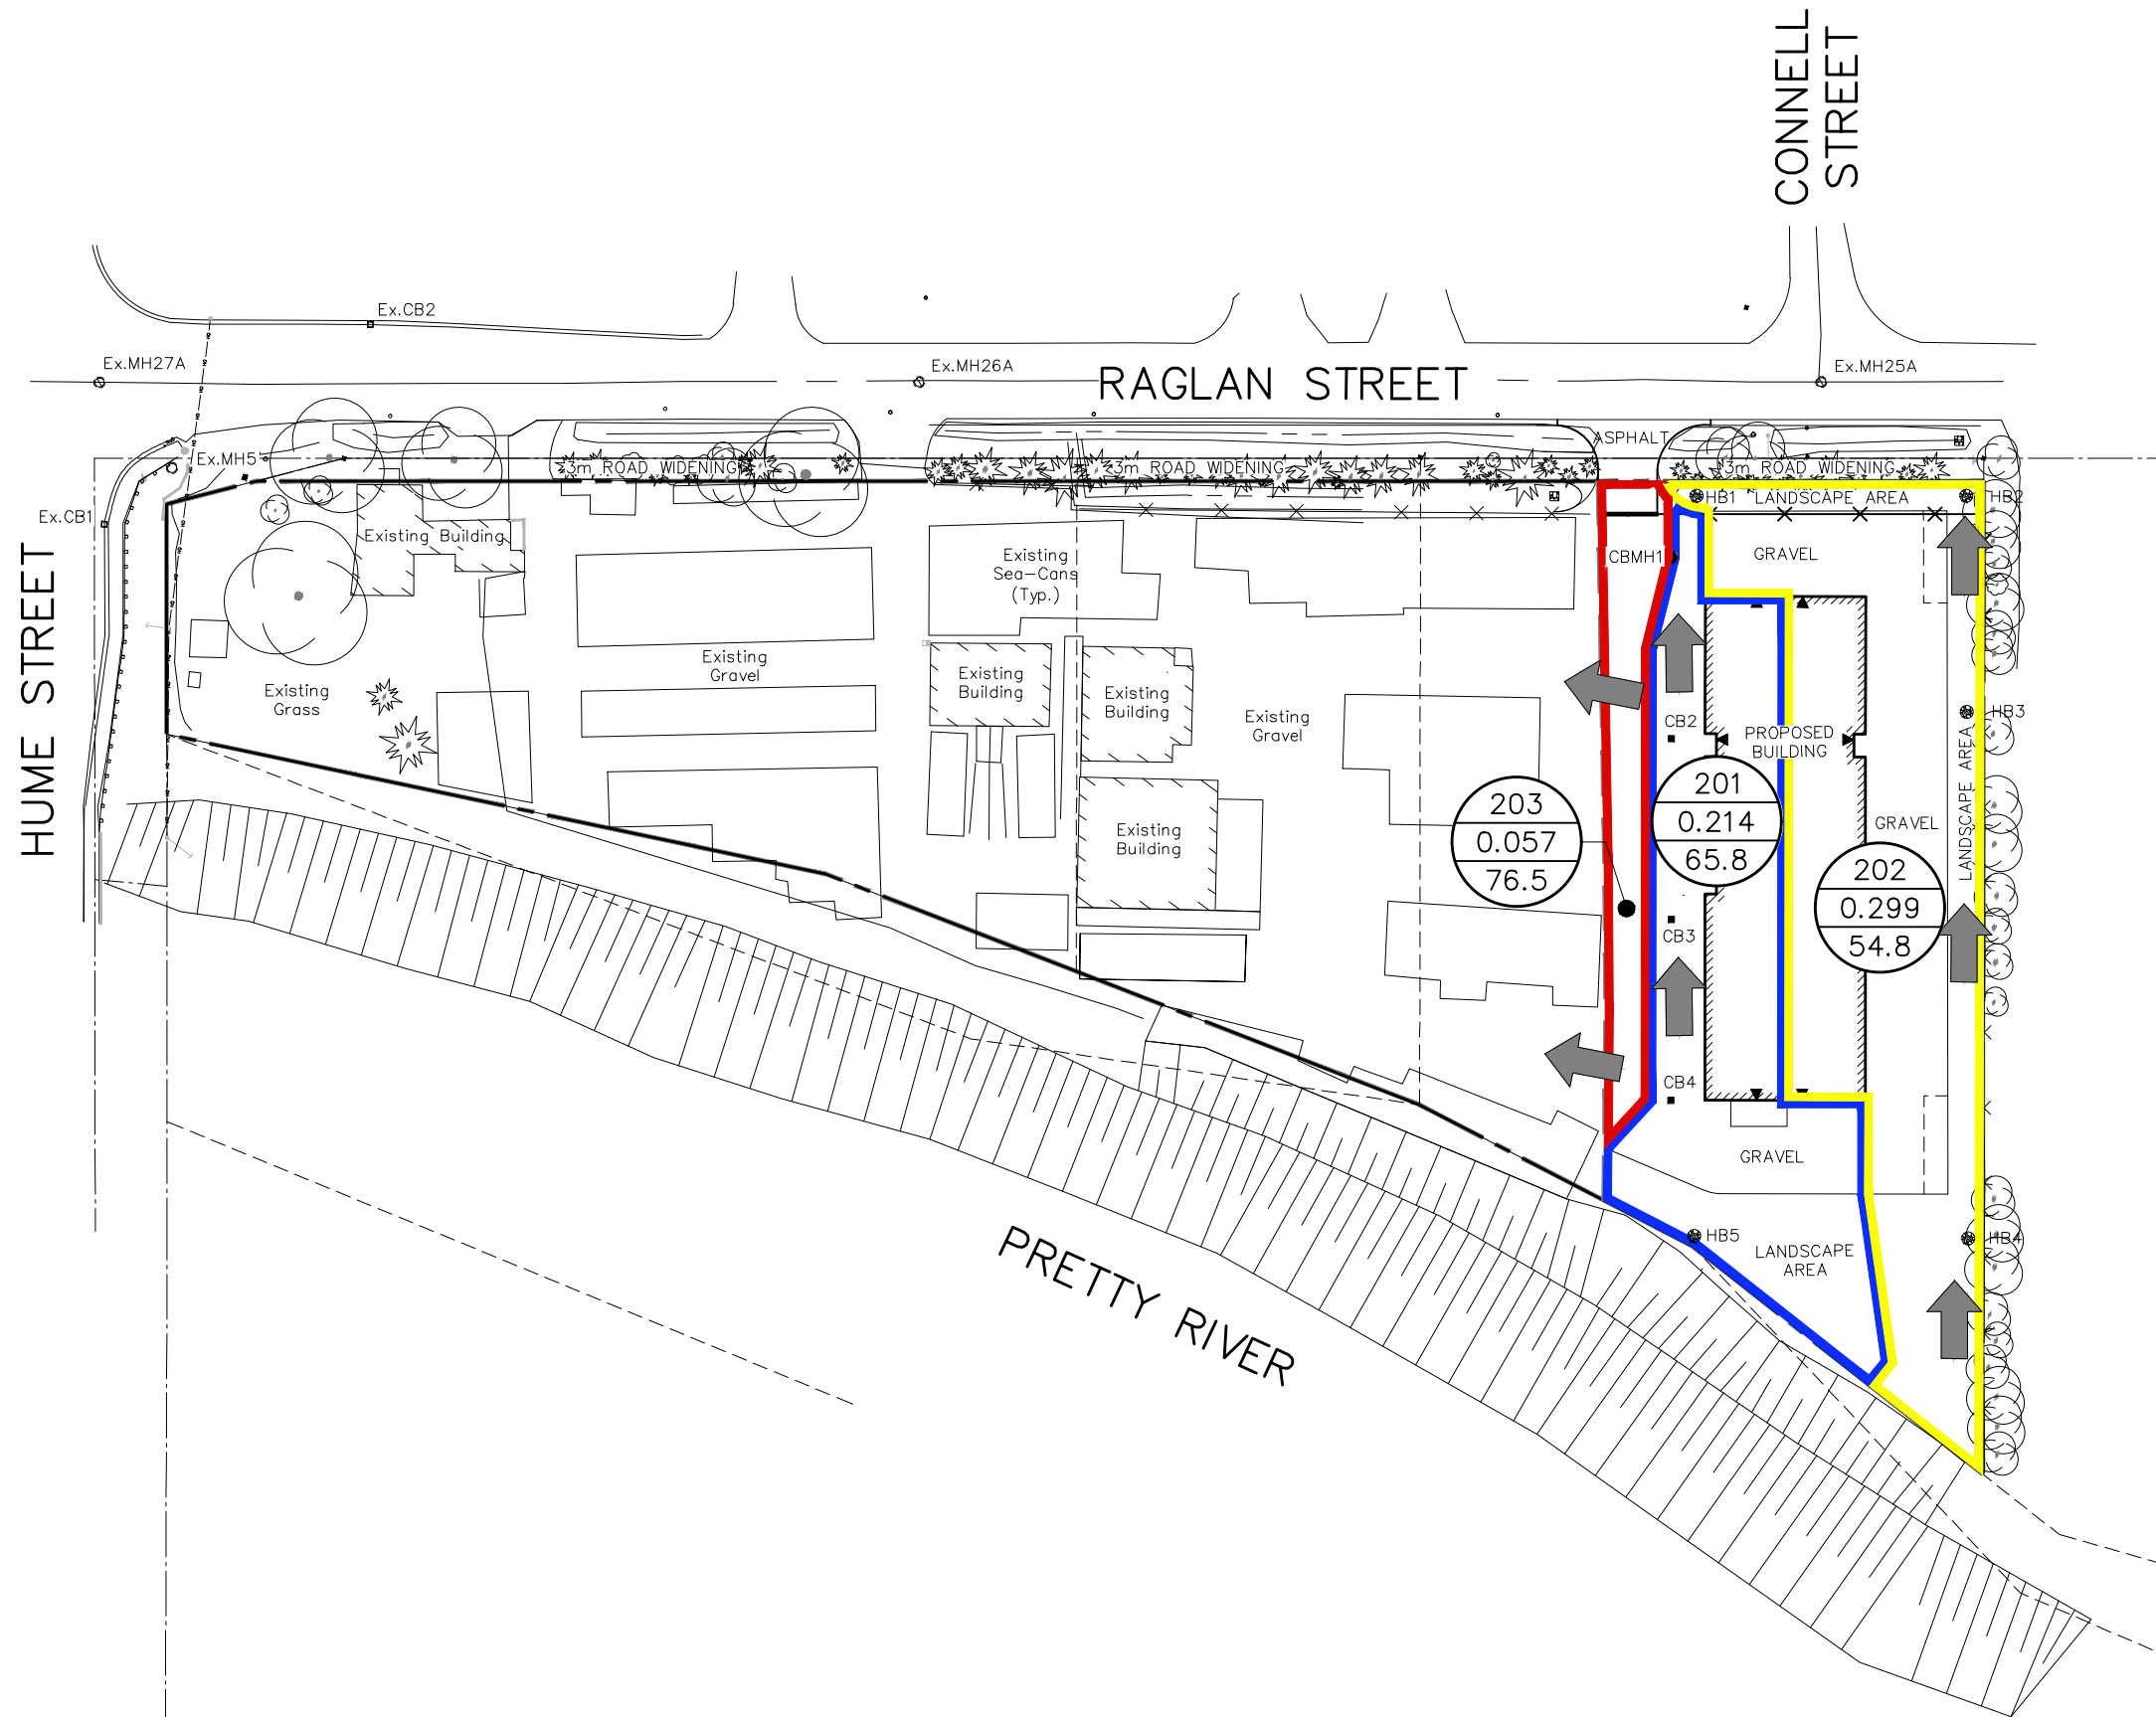 CONNELL
STREET
Ex.CB2
Ex.MH27A
Ex.MH26A
RAGLAN STREET
Ex.MH25A
ASPHALT
Ex.MH5
3m ROAD WIDENING
3m ROAD WIDENING
3m ROAD WIDENING
HB1
LANDSCAPE AREA
HB2
Ex.CB1
Existing Building
Existing
Sea-Cans
(Typ.)
CBMH1
GRAVEL
HUME STREET
Existing
Grass
Existing
Gravel
Existing
Building
Existing
Building
Existing
Gravel
CB2
PROPOSED
BUILDING
HB3
LANDSCAPE AREA
203
0.057
76.5
201
0.214
65.8
GRAVEL
202
0.299
54.8
Existing
Building
CB3
CB4
GRAVEL
HB5
LANDSCAPE
AREA
HB4
PRETTY RIVER